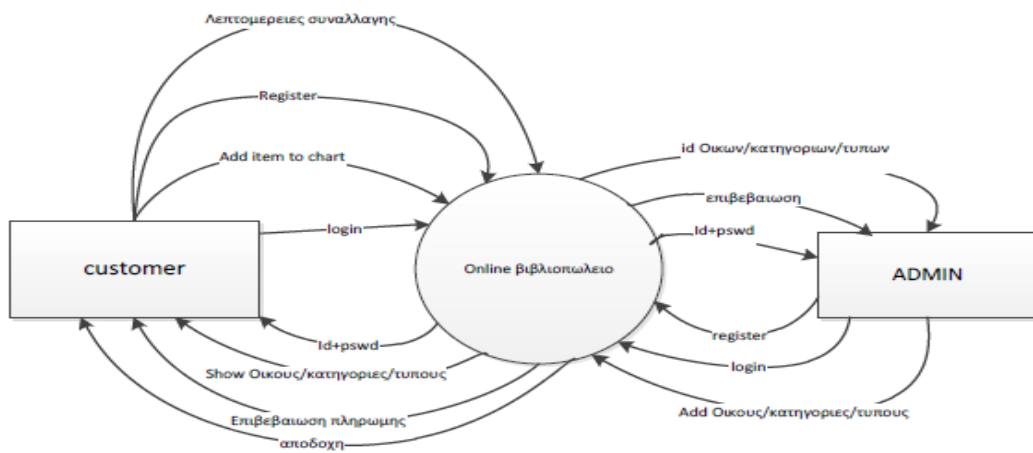 Λεπτομερειες συναλλαγης
Register
id Οικων/κατηγοριων/τυπων
Add item to chart
επιβεβαιωση
login
Id+pswd
customer
Online βιβλιοπωλειο
ADMIN
Id+pswd
register
Show Οικους/κατηγοριες/τυπους
login
Επιβεβαιωση πληρωμης
Add Οικους/κατηγοριες/τυπους
αποδοχη